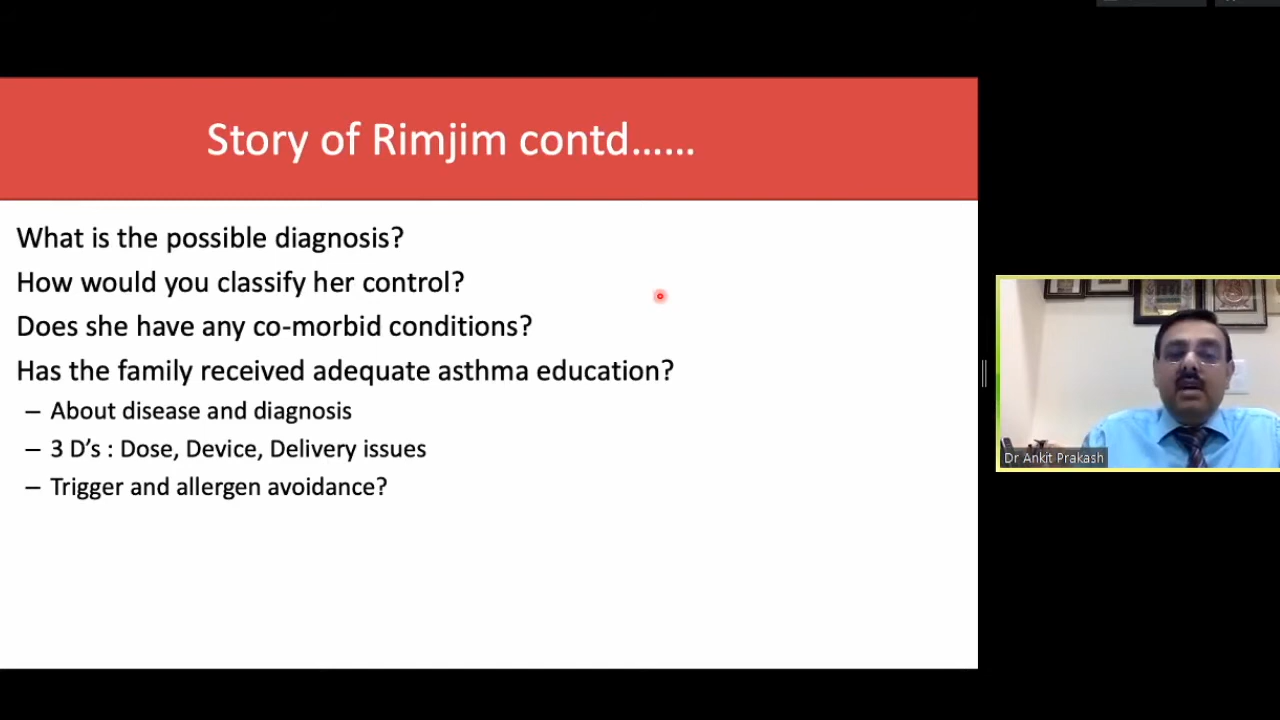 Story of Rimjim contd......
What is the possible diagnosis?
How would you classify her control?
Does she have any co-morbid conditions?
Has the family received adequate asthma education?
– About disease and diagnosis
– 3 D’s : Dose, Device, Delivery issues
– Trigger and allergen avoidance?
Dr Ankit Prakash